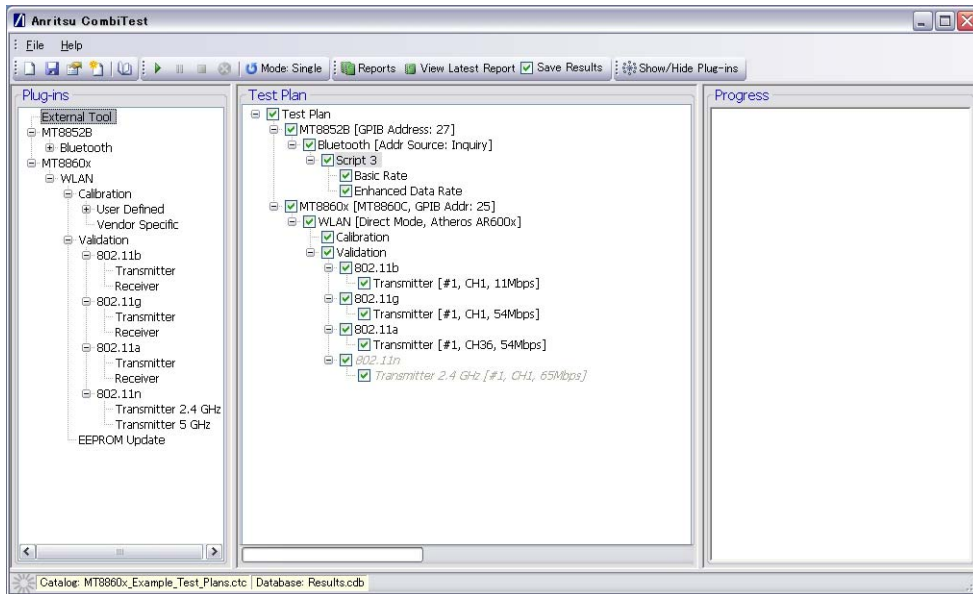 Anritsu CombiTest
File Help
Mode: Single Reports View Latest Report Save Results Show/Hide Plug-ins
Plug-ins
External Tool
MT8852B
Bluetooth
MT8860x
WLAN
Calibration
User Defined
Vendor Specific
Validation
802.11b
Transmitter
Receiver
802.11g
Transmitter
Receiver
802.11a
Transmitter
Receiver
802.11n
Transmitter 2.4 GHz
Transmitter 5 GHz
EEPROM Update
Test Plan
Test Plan
MT8852B [GPIB Address: 27]
Bluetooth [Addr Source: Inquiry]
Script 3
Basic Rate
Enhanced Data Rate
MT8860x [MT8860C, GPIB Addr: 25]
WLAN [Direct Mode, Atheros AR600x]
Calibration
Validation
802.11b
Transmitter [#1, CH1, 11Mbps]
802.11g
Transmitter [#1, CH1, 54Mbps]
802.11a
Transmitter [#1, CH36, 54Mbps]
802.11n
Transmitter 2.4 GHz [#1, CH1, 65Mbps]
Progress
Catalog: MT8860x_Example_Test_Plans.ctc Database: Results.cdb